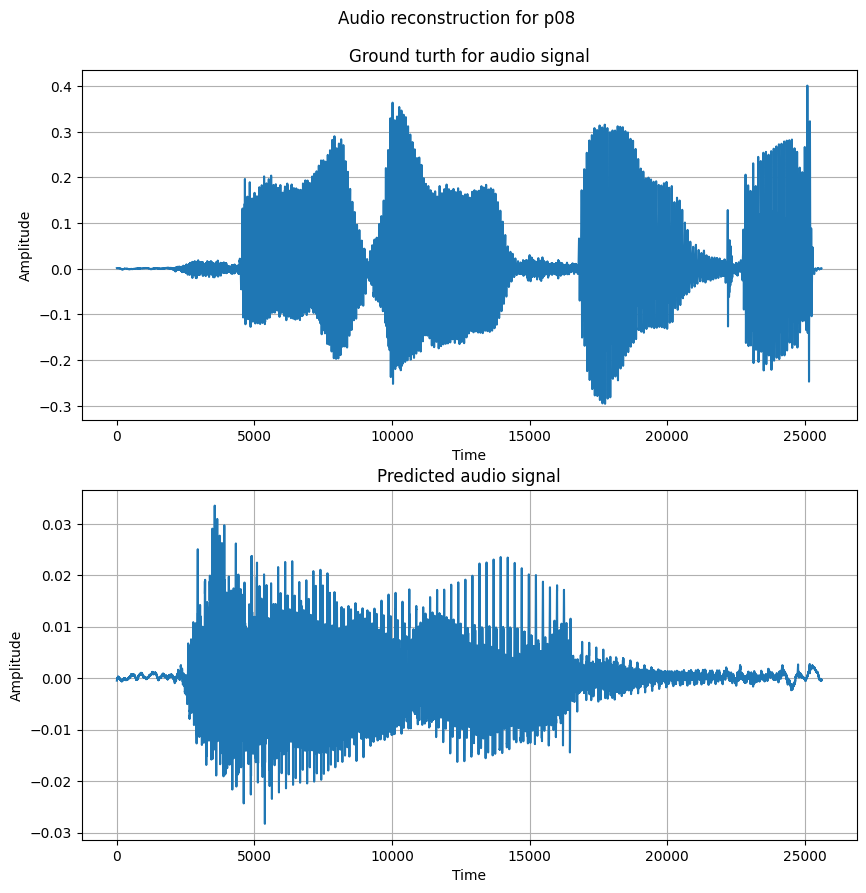 Audio reconstruction for p08
Ground turth for audio signal
0.4
0.3
0.2
0.1
0.0
−0.1
−0.2
−0.3
Amplitude
0 5000 10000 15000 20000 25000
Time
Predicted audio signal
0.03
0.02
0.01
0.00
−0.01
−0.02
−0.03
Amplitude
0 5000 10000 15000 20000 25000
Time